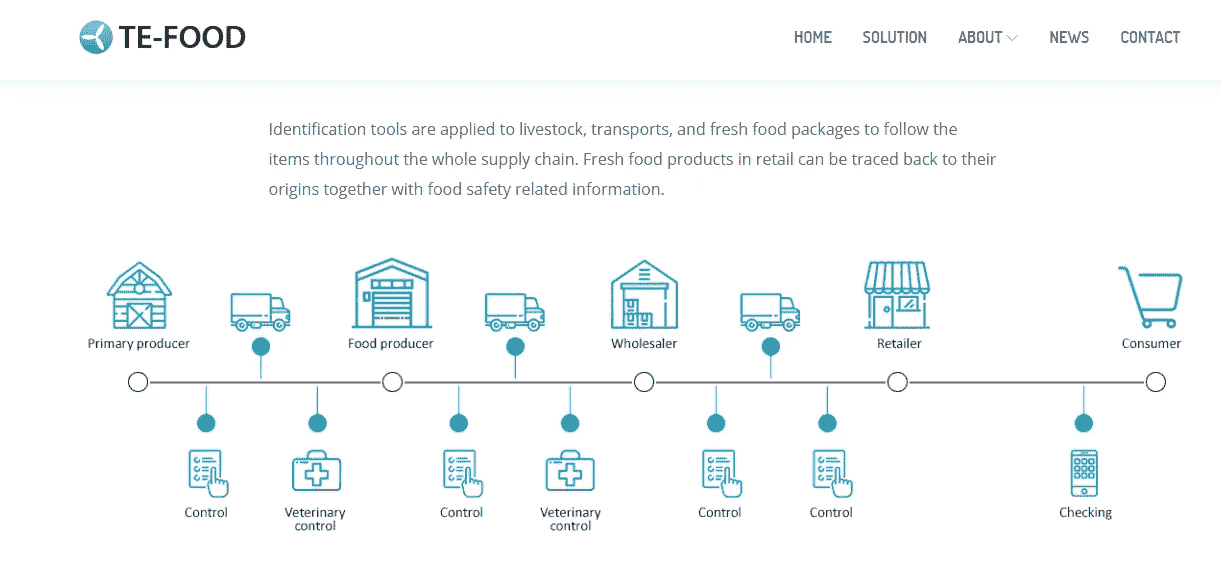 TE-FOOD
HOME SOLUTION ABOUT NEWS CONTACT
Identification tools are applied to livestock, transports, and fresh food packages to follow the
items throughout the whole supply chain. Fresh food products in retail can be traced back to their
origins together with food safety related information.
Primary producer
Food producer
Wholesaler
Retailer
Consumer
Control
Veterinary
control
Control
Veterinary
control
Control
Control
Checking